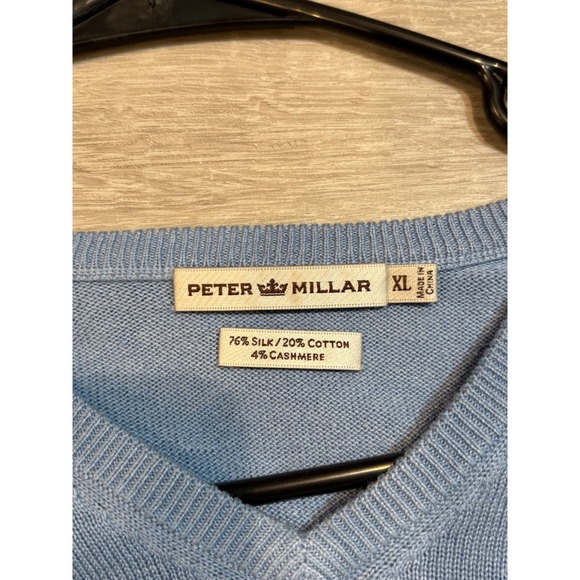 PETER MILLAR
XL
MADE IN
CHINA
76% SILK/20% COTTON
4% CASHMERE